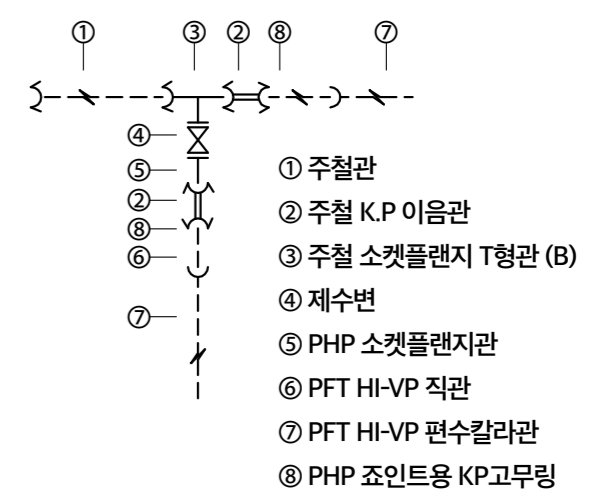 ① ③ ② ⑧ ⑦
④
⑤
②
⑧
⑥
⑦
① 주철관
② 주철 K.P 이음관
③ 주철 소켓플랜지 T형관 (B)
④ 제수변
⑤ PHP 소켓플랜지관
⑥ PFT HI-VP 직관
⑦ PFT HI-VP 편수칼라관
⑧ PHP 죠인트용 KP고무링